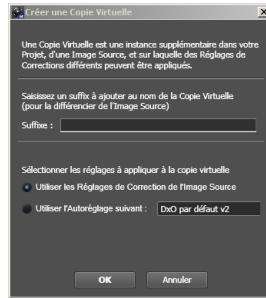 Créer une Copie Virtuelle
Une Copie Virtuelle est une instance supplémentaire dans votre
Projet, d'une Image Source, et sur laquelle des Réglages de
Corrections différents peuvent être appliqués.
Saisissez un suffix à ajouter au nom de la Copie Virtuelle
(pour la différencier de l'Image Source)
Suffixe :
Sélectionner les réglages à appliquer à la copie virtuelle
Utiliser les Réglages de Correction de l'Image Source
Utiliser l'Autoréglage suivant : DxO par défaut v2
OK Annuler